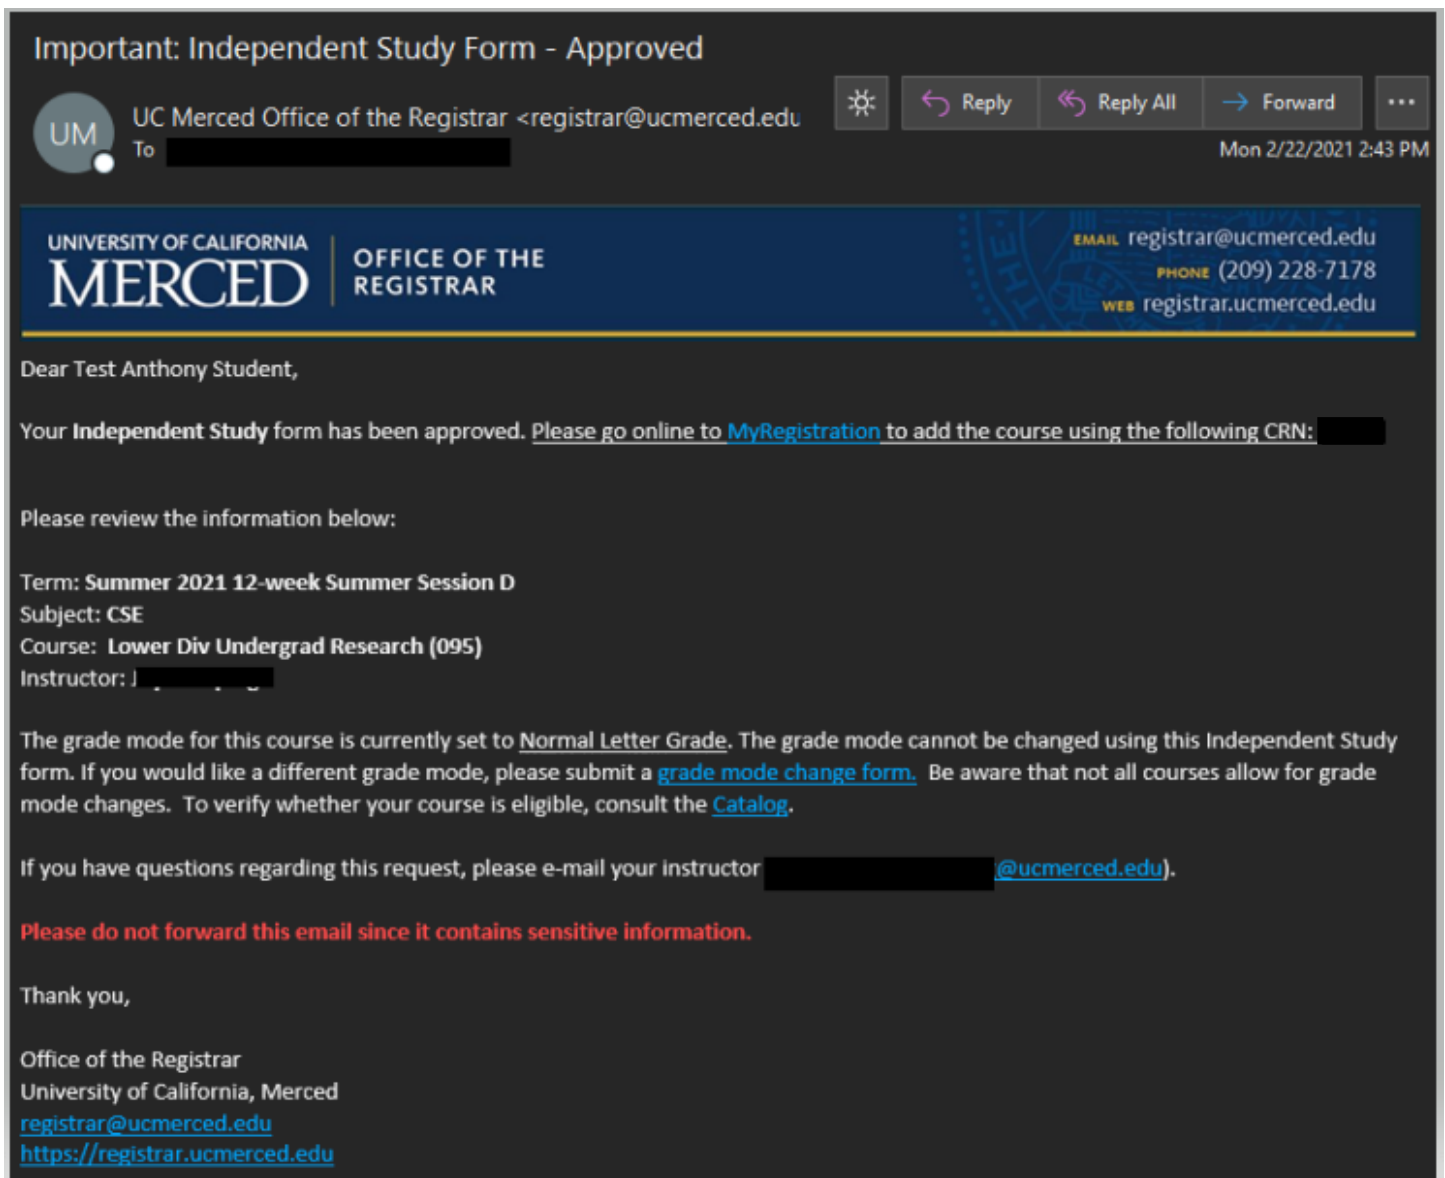 Important: Independent Study Form - Approved
UM
UC Merced Office of the Registrar <registrar@ucmerced.edu
Reply
Reply All
Forward
To
Mon 2/22/2021 2:43 PM
UNIVERSITY OF CALIFORNIA
MERCED
OFFICE OF THE
REGISTRAR
EMAIL registrar@ucmerced.edu
PHONE (209) 228-7178
WEB registrar.ucmerced.edu
Dear Test Anthony Student,
Your Independent Study form has been approved. Please go online to MyRegistration to add the course using the following CRN:
Please review the information below:
Term: Summer 2021 12-week Summer Session D
Subject: CSE
Course: Lower Div Undergrad Research (095)
Instructor:
The grade mode for this course is currently set to Normal Letter Grade. The grade mode cannot be changed using this Independent Study
form. If you would like a different grade mode, please submit a grade mode change form. Be aware that not all courses allow for grade
mode changes. To verify whether your course is eligible, consult the Catalog.
If you have questions regarding this request, please e-mail your instructor @ucmerced.edu).
Please do not forward this email since it contains sensitive information.
Thank you,
Office of the Registrar
University of California, Merced
registrar@ucmerced.edu
https://registrar.ucmerced.edu